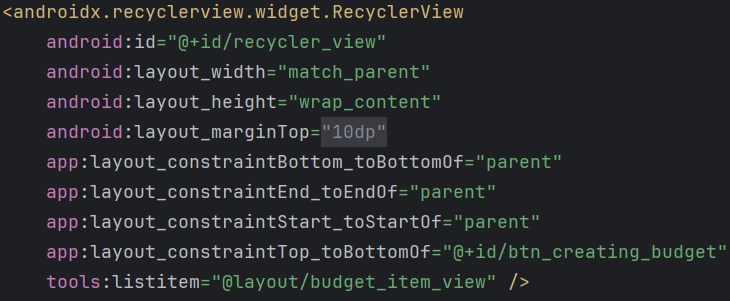 <androidx.recyclerview.widget.RecyclerView
    android:id="@+id/recycler_view"
    android:layout_width="match_parent"
    android:layout_height="wrap_content"
    android:layout_marginTop="10dp"
    app:layout_constraintBottom_toBottomOf="parent"
    app:layout_constraintEnd_toEndOf="parent"
    app:layout_constraintStart_toStartOf="parent"
    app:layout_constraintTop_toBottomOf="@+id/btn_creating_budget"
    tools:listitem="@layout/budget_item_view" />